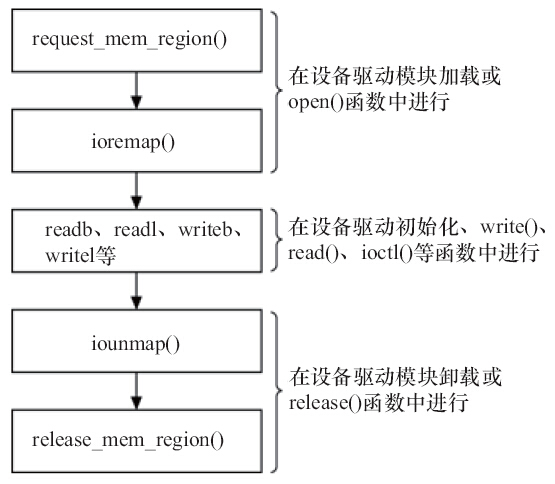 request_mem_region()
在设备驱动模块加载或
open()函数中进行
ioremap()
readb、readl、writeb、
writel等
在设备驱动初始化、write()、
read()、ioctl()等函数中进行
iounmap()
在设备驱动模块卸载或
release()函数中进行
release_mem_region()